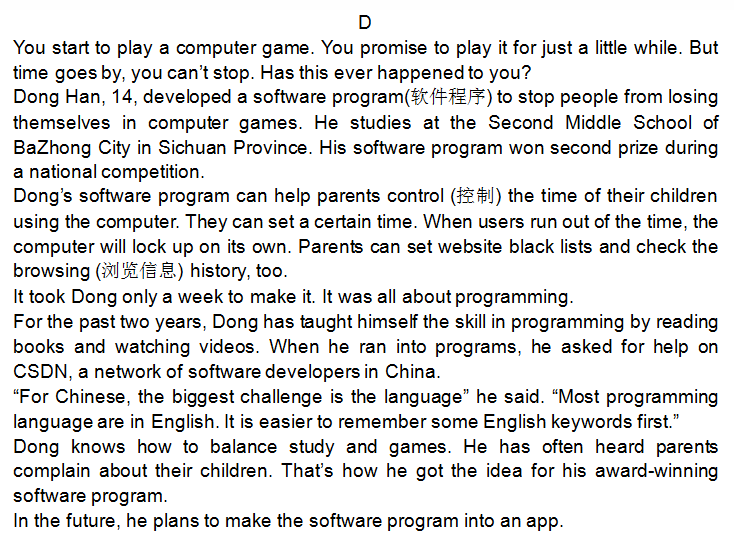 D
You start to play a computer game. You promise to play it for just a little while. But
time goes by, you can't stop. Has this ever happened to you?
Dong Han, 14, developed a software program(软件程序) to stop people from losing
themselves in computer games. He studies at the Second Middle School of
BaZhong City in Sichuan Province. His software program won second prize during
a national competition.
Dong's software program can help parents control (控制) the time of their children
using the computer. They can set a certain time. When users run out of the time, the
computer will lock up on its own. Parents can set website black lists and check the
browsing (浏览信息) history, too.
It took Dong only a week to make it. It was all about programming.
For the past two years, Dong has taught himself the skill in programming by reading
books and watching videos. When he ran into programs, he asked for help on
CSDN, a network of software developers in China.
“For Chinese, the biggest challenge is the language” he said. “Most programming
language are in English. It is easier to remember some English keywords first.”
Dong knows how to balance study and games. He has often heard parents
complain about their children. That's how he got the idea for his award-winning
software program.
In the future, he plans to make the software program into an app.